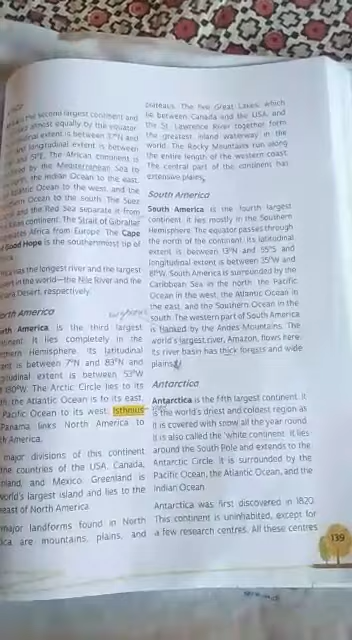 the second largest continent and
almost equally by the equator.
extent is between 37°N and
longitudinal extent is between
and 51°E. The African continent is
by the Mediterranean Sea to
the Indian Ocean to the east,
Atlantic Ocean to the west, and the
Ocean to the south. The Suez
and the Red Sea separate it from
continent. The Strait of Gibraltar
Africa from Europe. The Cape
Good Hope is the southernmost tip of
has the longest river and the largest
in the world—the Nile River and the
Desert, respectively.
North America
North America is the third largest
continent. It lies completely in the
Northern Hemisphere. Its latitudinal
extent is between 7°N and 83°N and
longitudinal extent is between 53°W
180°W. The Arctic Circle lies to its
the Atlantic Ocean is to its east,
Pacific Ocean to its west. Isthmus
Panama links North America to
South America.
major divisions of this continent
the countries of the USA, Canada,
and Mexico. Greenland is
world's largest island and lies to the
east of North America.
major landforms found in North
America are mountains, plains, and
plateaus. The five Great Lakes, which
lie between Canada and the USA, and
the St. Lawrence River together form
the greatest inland waterway in the
world. The Rocky Mountains run along
the entire length of the western coast.
The central part of the continent has
extensive plains.
South America
South America is the fourth largest
continent. It lies mostly in the Southern
Hemisphere. The equator passes through
the north of the continent. Its latitudinal
extent is between 13°N and 55°S and
longitudinal extent is between 35°W and
81°W. South America is surrounded by the
Caribbean Sea in the north, the Pacific
Ocean in the west, the Atlantic Ocean in
the east, and the Southern Ocean in the
south. The western part of South America
is flanked by the Andes Mountains. The
world's largest river, Amazon, flows here.
Its river basin has thick forests and wide
plains.
Antarctica
Antarctica is the fifth largest continent. It
is the world's driest and coldest region as
it is covered with snow all the year round.
It is also called the 'white continent'. It lies
around the South Pole and extends to the
Antarctic Circle. It is surrounded by the
Pacific Ocean, the Atlantic Ocean, and the
Indian Ocean.
Antarctica was first discovered in 1820.
This continent is uninhabited, except for
a few research centres. All these centres
139